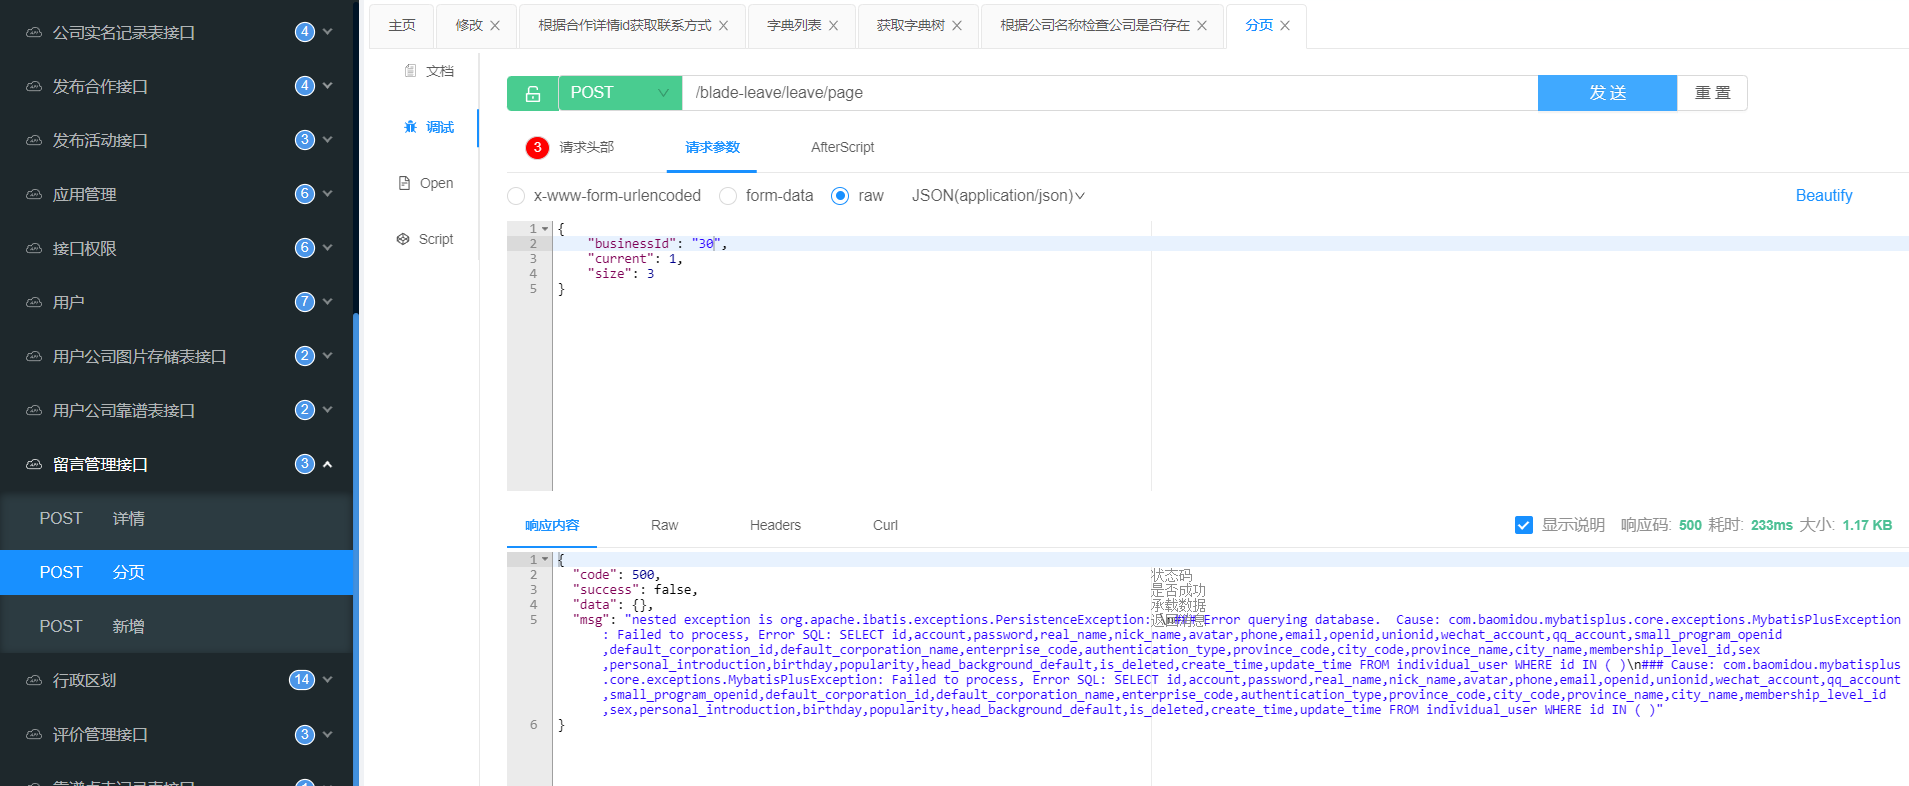 公司实名记录表接口 4
发布合作接口 4
发布活动接口 3
应用管理 6
接口权限 6
用户 7
用户公司图片存储表接口 2
用户公司靠谱表接口 2
留言管理接口 3
POST 详情
POST 分页
POST 新增
行政区划 14
评价管理接口 3
主页 修改 根据合作详情id获取联系方式 字典列表 获取字典树 根据公司名称检查公司是否存在 分页
文档
调试
Open
Script
POST /blade-leave/leave/page 发 送 重 置
3 请求头部 请求参数 AfterScript
x-www-form-urlencoded form-data raw JSON(application/json) Beautify
1 {
2 "businessId": "30",
3 "current": 1,
4 "size": 3
5 }
响应内容 Raw Headers Curl 显示说明 响应码: 500 耗时: 233ms 大小: 1.17 KB
1 {
2 "code": 500, 状态码
3 "success": false, 是否成功
4 "data": {}, 承载数据
5 "msg": "nested exception is org.apache.ibatis.exceptions.PersistenceException: \n### Error querying database.  Cause: com.baomidou.mybatisplus.core.exceptions.MybatisPlusException 返回消息
: Failed to process, Error SQL: SELECT id,account,password,real_name,nick_name,avatar,phone,email,openid,unionid,wechat_account,qq_account,small_program_openid
,default_corporation_id,default_corporation_name,enterprise_code,authentication_type,province_code,city_code,province_name,city_name,membership_level_id,sex
,personal_introduction,birthday,popularity,head_background_default,is_deleted,create_time,update_time FROM individual_user WHERE id IN ( )\n### Cause: com.baomidou.mybatisplus
.core.exceptions.MybatisPlusException: Failed to process, Error SQL: SELECT id,account,password,real_name,nick_name,avatar,phone,email,openid,unionid,wechat_account,qq_account
,small_program_openid,default_corporation_id,default_corporation_name,enterprise_code,authentication_type,province_code,city_code,province_name,city_name,membership_level_id
,sex,personal_introduction,birthday,popularity,head_background_default,is_deleted,create_time,update_time FROM individual_user WHERE id IN ( )"
6 }